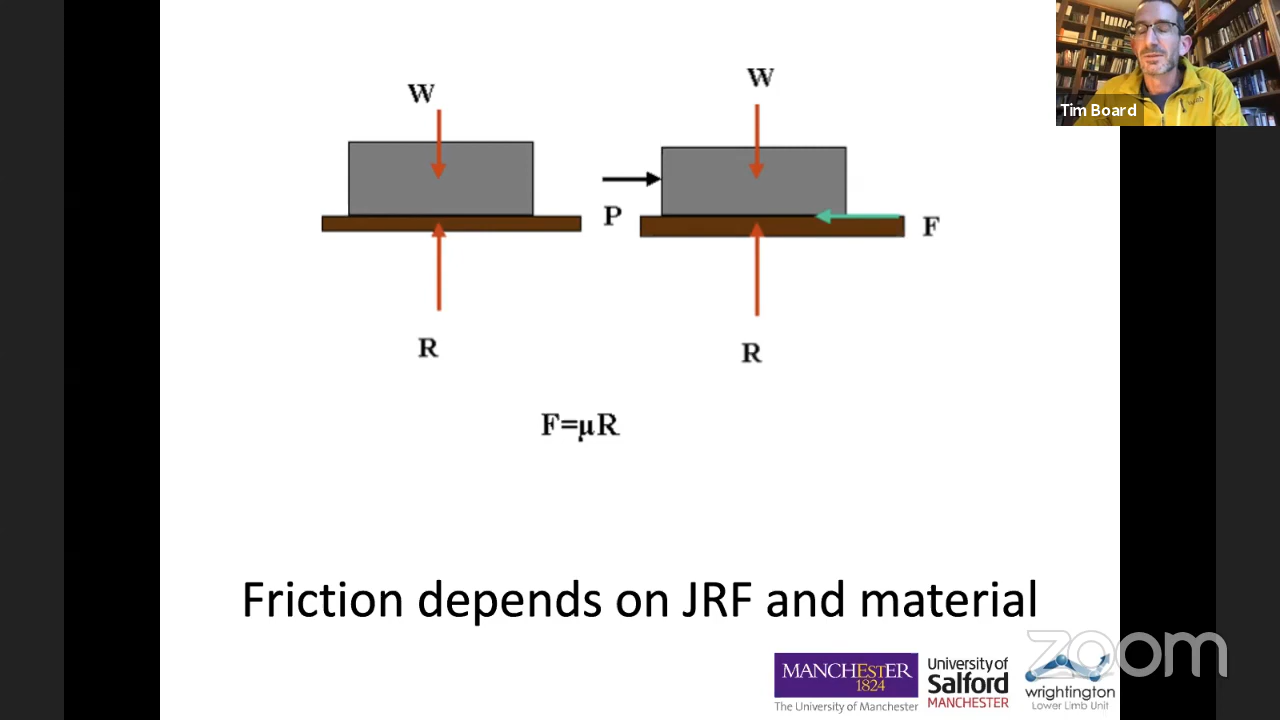 Tim Board
W
W
P
F
R
R
F=μR
Friction depends on JRF and material
zoom
MANCHESTER
1824
The University of Manchester
University of
Salford
MANCHESTER
wrightington
Lower Limb Unit